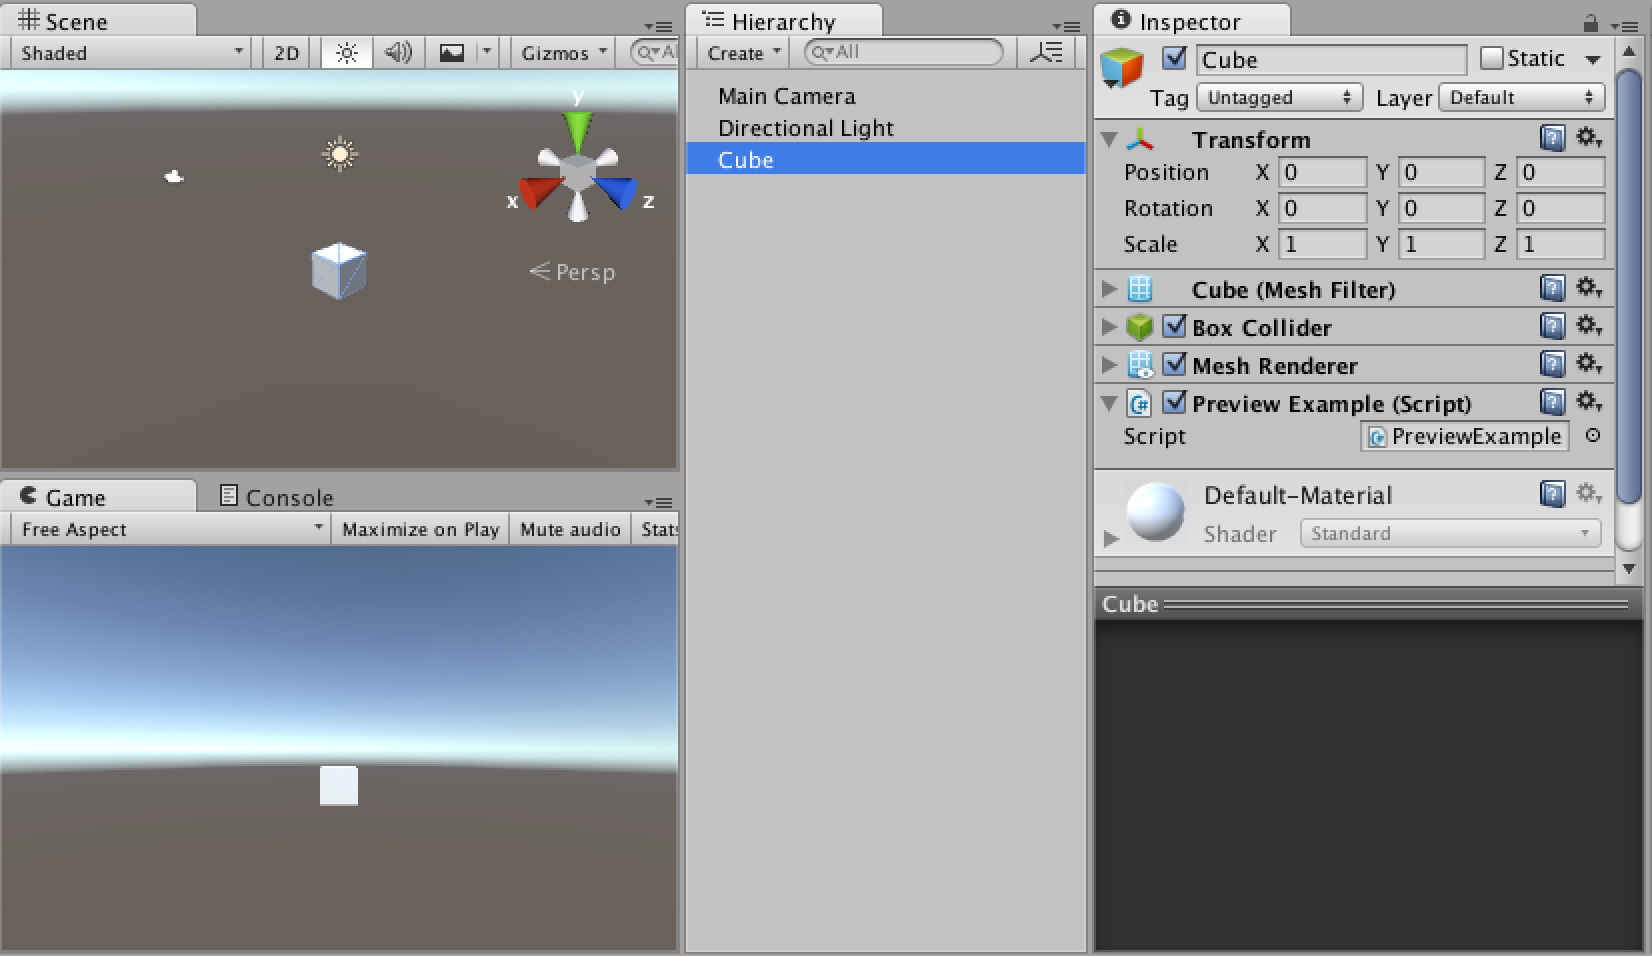 Scene
Shaded 2D Gizmos
y
x z
Persp
Game Console
Free Aspect Maximize on Play Mute audio
Hierarchy
Create All
Main Camera
Directional Light
Cube
Inspector
Cube Static
Tag Untagged Layer Default
Transform
Position X 0 Y 0 Z 0
Rotation X 0 Y 0 Z 0
Scale X 1 Y 1 Z 1
Cube (Mesh Filter)
Box Collider
Mesh Renderer
Preview Example (Script)
Script PreviewExample
Default-Material
Shader Standard
Cube